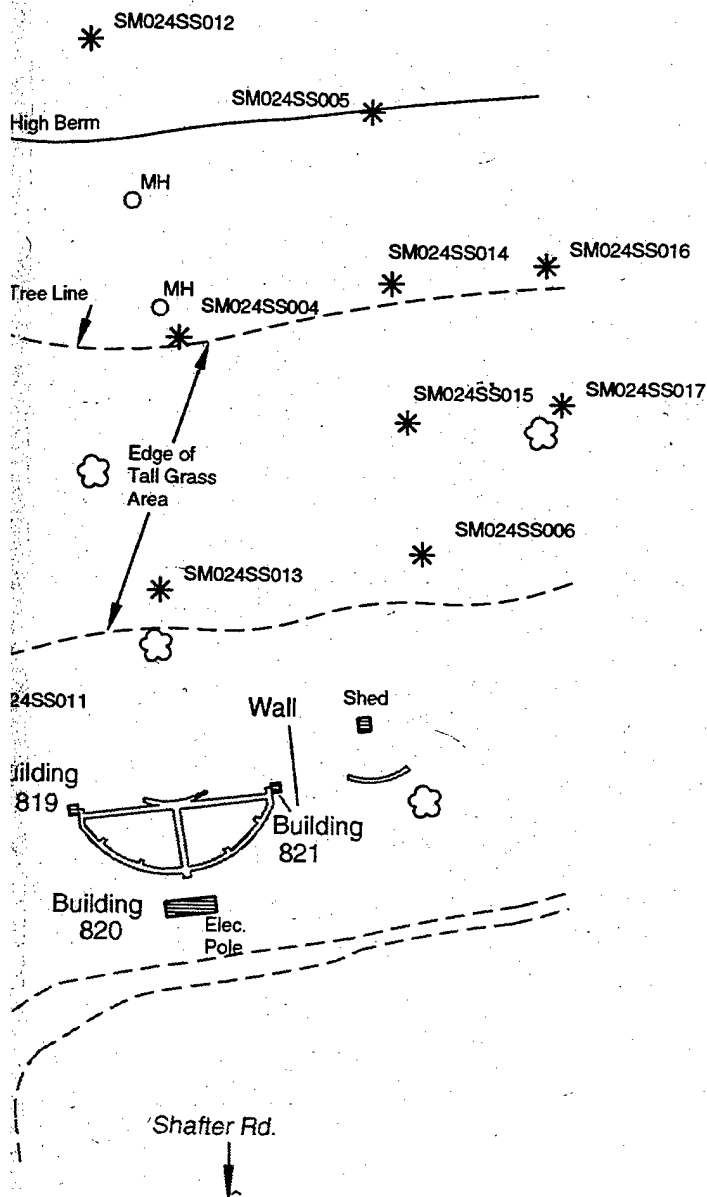 SM024SS012
SM024SS005
High Berm
MH
SM024SS014
SM024SS016
Tree Line
MH
SM024SS004
SM024SS015
SM024SS017
Edge of
Tall Grass
Area
SM024SS006
SM024SS013
24SS011
Wall
Shed
uilding
819
Building
821
Building
820
Elec.
Pole
Shafter Rd.